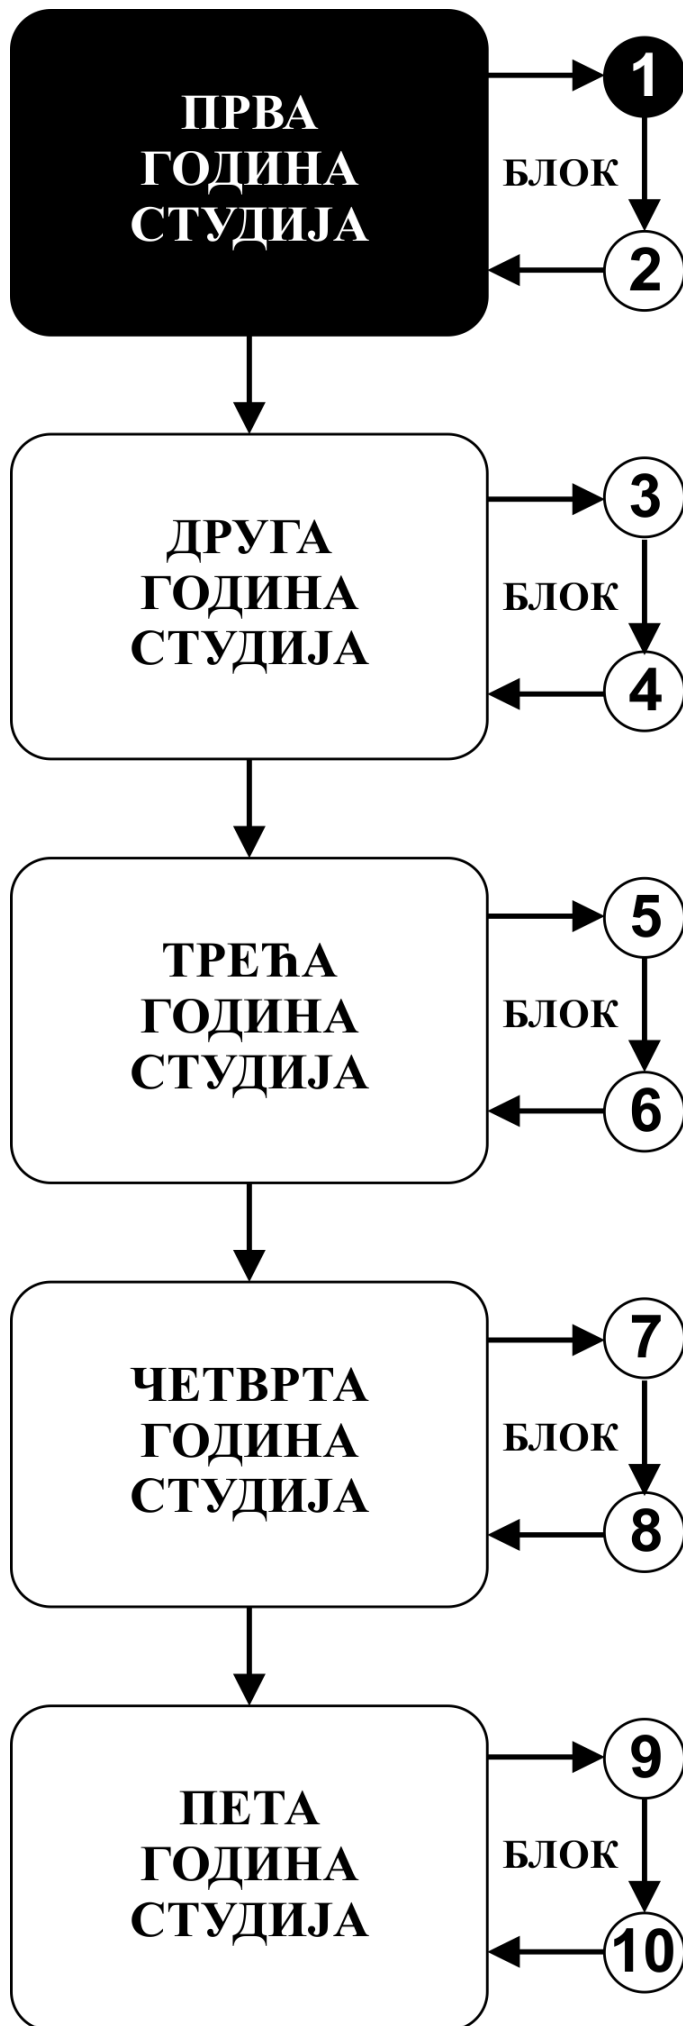 ПРВА
ГОДИНА
СТУДИЈА
1
БЛОК
2
ДРУГА
ГОДИНА
СТУДИЈА
3
БЛОК
4
ТРЕЋА
ГОДИНА
СТУДИЈА
5
БЛОК
6
ЧЕТВРТА
ГОДИНА
СТУДИЈА
7
БЛОК
8
ПЕТА
ГОДИНА
СТУДИЈА
9
БЛОК
10